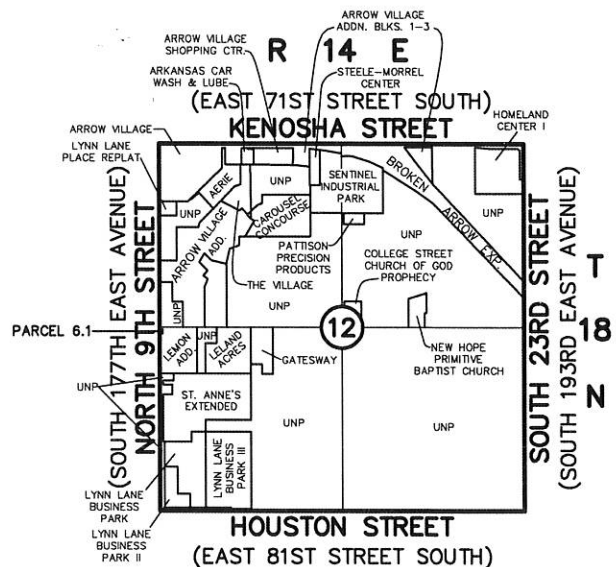 ARROW VILLAGE
ADDN. BLKS. 1-3
ARROW VILLAGE
SHOPPING CTR.
R 14 E
ARKANSAS CAR
WASH & LUBE
STEELE-MORREL
CENTER
(EAST 71ST STREET SOUTH)
HOMELAND
CENTER I
KENOSHA STREET
ARROW VILLAGE
LYNN LANE
PLACE REPLAT
AERIE
UNP
SENTINEL
INDUSTRIAL
PARK
BROKEN
ARROW EXP.
UNP
UNP
CAROUSEL
CONCOURSE
ARROW VILLAGE
ADD.
PATTISON
PRECISION
PRODUCTS
UNP
COLLEGE STREET
CHURCH OF GOD
PROPHECY
THE VILLAGE
UNP
UNP
PARCEL 6.1
12
LEMON
ADD.
UNP
LELAND
ACRES
GATESWAY
NEW HOPE
PRIMITIVE
BAPTIST CHURCH
UNP
ST. ANNE'S
EXTENDED
UNP
UNP
LYNN LANE
BUSINESS
PARK III
LYNN LANE
BUSINESS
PARK
LYNN LANE
BUSINESS
PARK II
(SOUTH 177TH EAST AVENUE)
NORTH 9TH STREET
SOUTH 23RD STREET
(SOUTH 193RD EAST AVENUE)
T
18
N
HOUSTON STREET
(EAST 81ST STREET SOUTH)